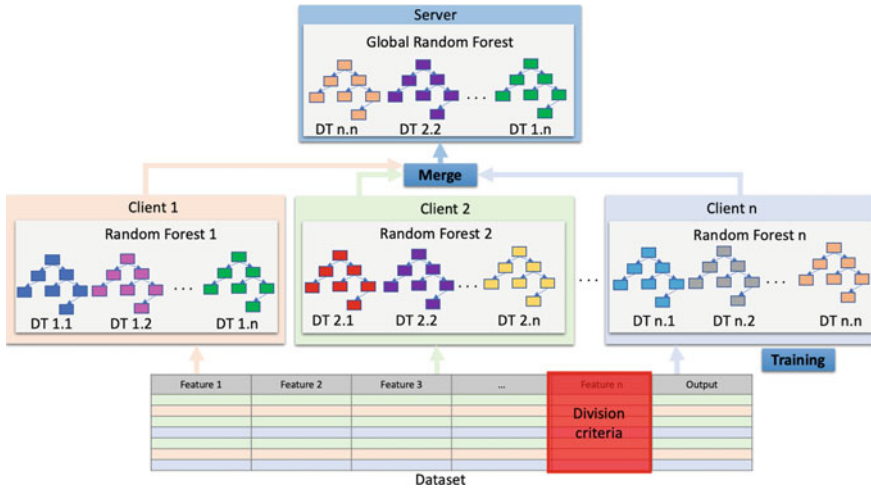 Server
Global Random Forest
...
DT n.n
DT 2.2
DT 1.n
Merge
Client 1
Random Forest 1
...
DT 1.1
DT 1.2
DT 1.n
Client 2
Random Forest 2
...
DT 2.1
DT 2.2
DT 2.n
...
Client n
Random Forest n
...
DT n.1
DT n.2
DT n.n
Training
Feature 1
Feature 2
Feature 3
...
Feature n
Output
Division
criteria
Dataset